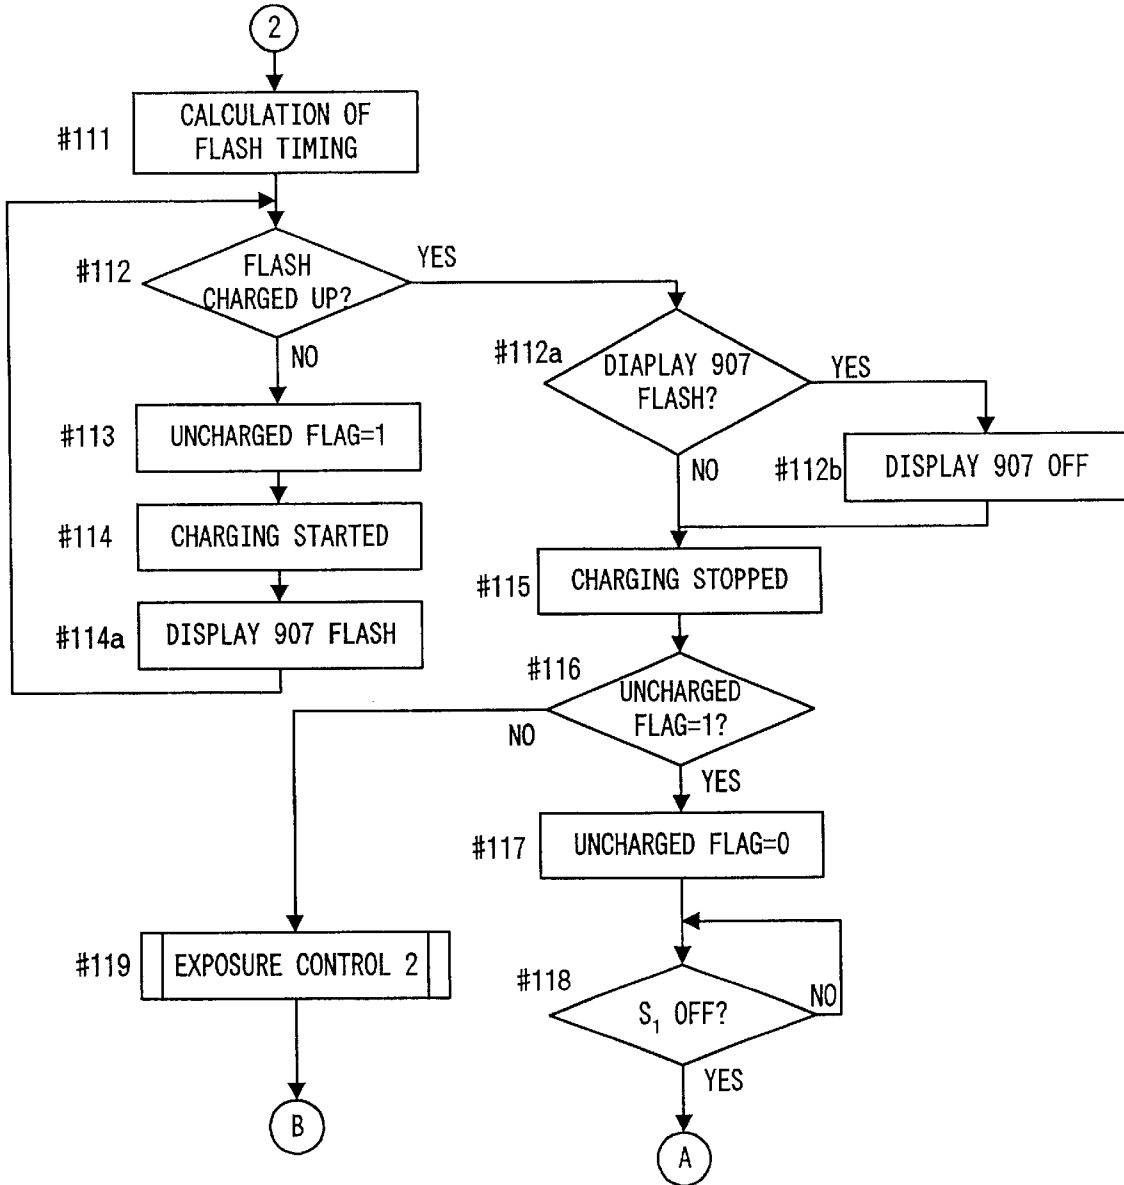 2
#111
CALCULATION OF
FLASH TIMING
#112
FLASH
CHARGED UP?
YES
NO
#112a
DIAPLAY 907
FLASH?
YES
NO
#112b
DISPLAY 907 OFF
#113
UNCHARGED FLAG=1
#114
CHARGING STARTED
#114a
DISPLAY 907 FLASH
#115
CHARGING STOPPED
#116
UNCHARGED
FLAG=1?
NO
YES
#117
UNCHARGED FLAG=0
#119
EXPOSURE CONTROL 2
#118
S₁ OFF?
NO
YES
B
A